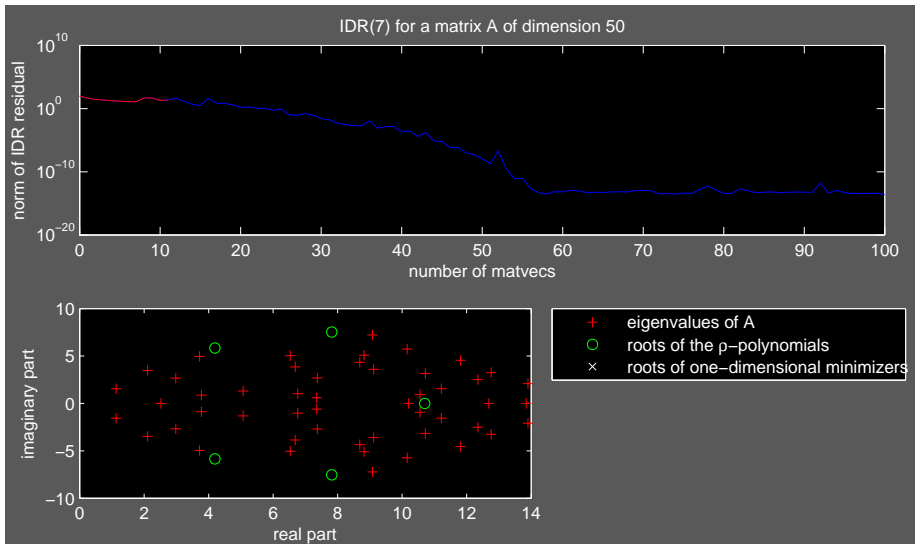 IDR(7) for a matrix A of dimension 50
10^10
10^0
10^−10
10^−20
norm of IDR residual
0 10 20 30 40 50 60 70 80 90 100
number of matvecs
10
5
0
−5
−10
imaginary part
0 2 4 6 8 10 12 14
real part
eigenvalues of A
roots of the ρ−polynomials
roots of one−dimensional minimizers